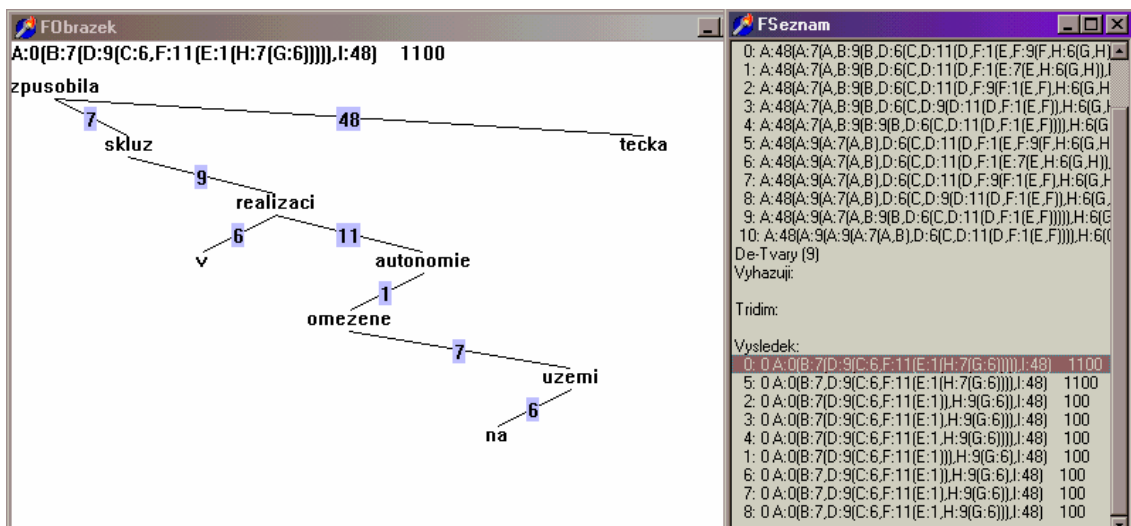 FObrazek
A:0(B:7(D:9(C:6,F:11(E:1(H:7(G:6))))),I:48) 1100
zpusobila
7
48
skluz
tecka
9
realizaci
6
11
v
autonomie
1
omezene
7
uzemi
6
na
FSeznam
0: A:48(A:7(A,B:9(B,D:6(C,D:11(D,F:1(E,F:9(F,H:6(G,H)
1: A:48(A:7(A,B:9(B,D:6(C,D:11(D,F:1(E:7(E,H:6(G,H)),
2: A:48(A:7(A,B:9(B,D:6(C,D:11(D,F:9(F:1(E,F),H:6(G,H
3: A:48(A:7(A,B:9(B,D:6(C,D:9(D:11(D,F:1(E,F)),H:6(G,
4: A:48(A:7(A,B:9(B:9(B,D:6(C,D:11(D,F:1(E,F)))),H:6(G
5: A:48(A:9(A:7(A,B),D:6(C,D:11(D,F:1(E,F:9(F,H:6(G,H
6: A:48(A:9(A:7(A,B),D:6(C,D:11(D,F:1(E:7(E,H:6(G,H)),
7: A:48(A:9(A:7(A,B),D:6(C,D:11(D,F:9(F:1(E,F),H:6(G,H
8: A:48(A:9(A:7(A,B),D:6(C,D:9(D:11(D,F:1(E,F)),H:6(G,
9: A:48(A:9(A:7(A,B:9(B,D:6(C,D:11(D,F:1(E,F))))),H:6(G
10: A:48(A:9(A:9(A:7(A,B),D:6(C,D:11(D,F:1(E,F)))),H:6(
De-Tvary (9)
Vyhazuji:
Tridim:
Vysledek:
0: 0 A:0(B:7(D:9(C:6,F:11(E:1(H:7(G:6))))),I:48) 1100
5: 0 A:0(B:7,D:9(C:6,F:11(E:1(H:7(G:6)))),I:48) 1100
2: 0 A:0(B:7(D:9(C:6,F:11(E:1)),H:9(G:6)),I:48) 100
3: 0 A:0(B:7(D:9(C:6,F:11(E:1),H:9(G:6))),I:48) 100
4: 0 A:0(B:7(D:9(C:6,F:11(E:1,H:9(G:6)))),I:48) 100
1: 0 A:0(B:7(D:9(C:6,F:11(E:1))),H:9(G:6),I:48) 100
6: 0 A:0(B:7,D:9(C:6,F:11(E:1)),H:9(G:6),I:48) 100
7: 0 A:0(B:7,D:9(C:6,F:11(E:1),H:9(G:6)),I:48) 100
8: 0 A:0(B:7,D:9(C:6,F:11(E:1,H:9(G:6))),I:48) 100